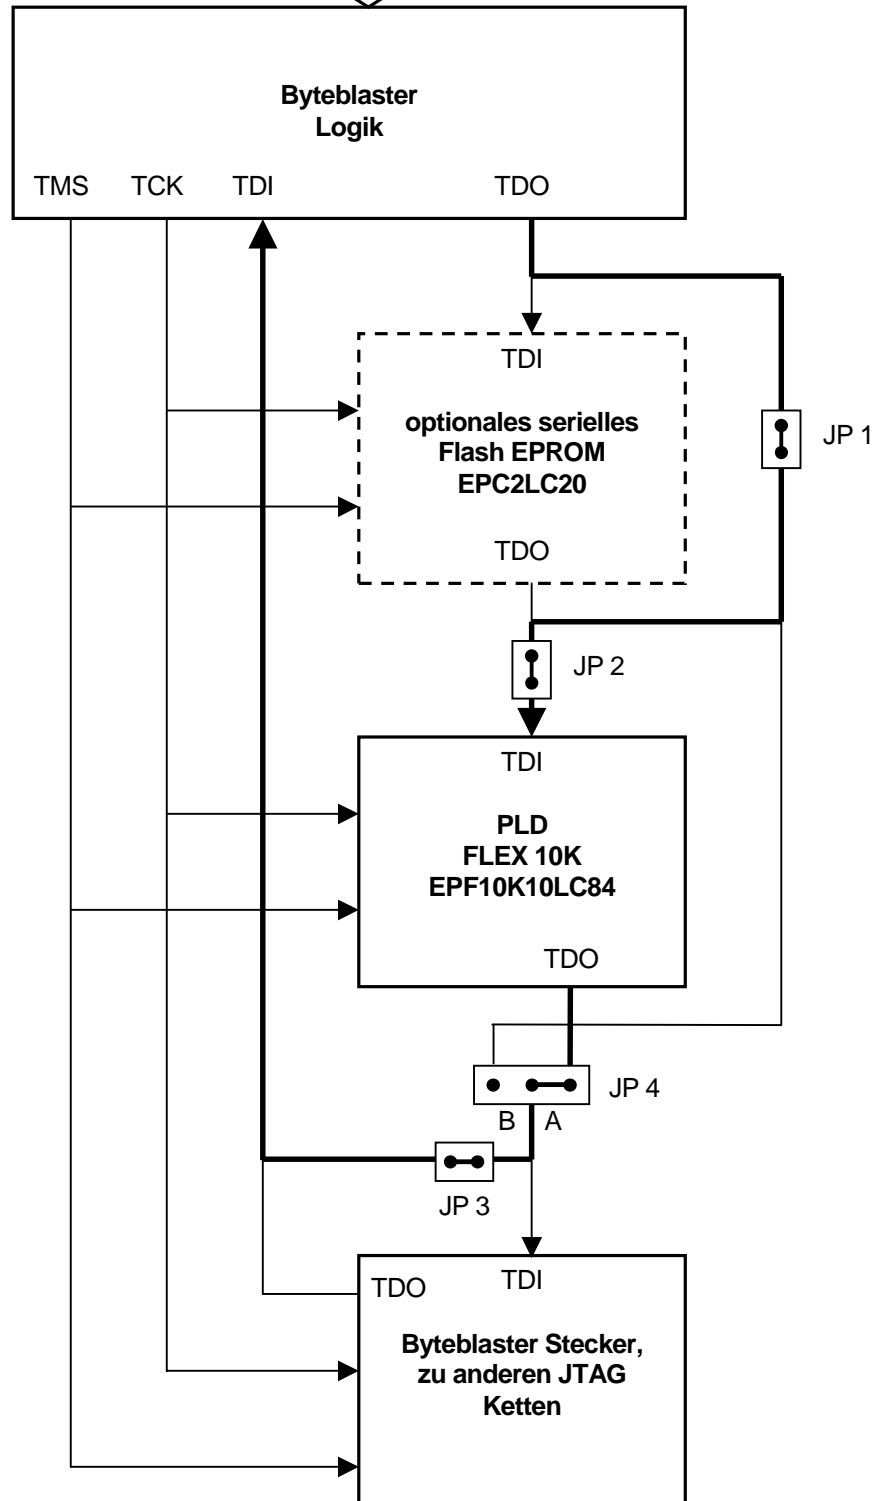 Byteblaster
Logik
TMS TCK TDI TDO
TDI
optionales serielles
Flash EPROM
EPC2LC20
JP 1
TDO
JP 2
TDI
PLD
FLEX 10K
EPF10K10LC84
TDO
JP 4
B A
JP 3
TDO TDI
Byteblaster Stecker,
zu anderen JTAG
Ketten